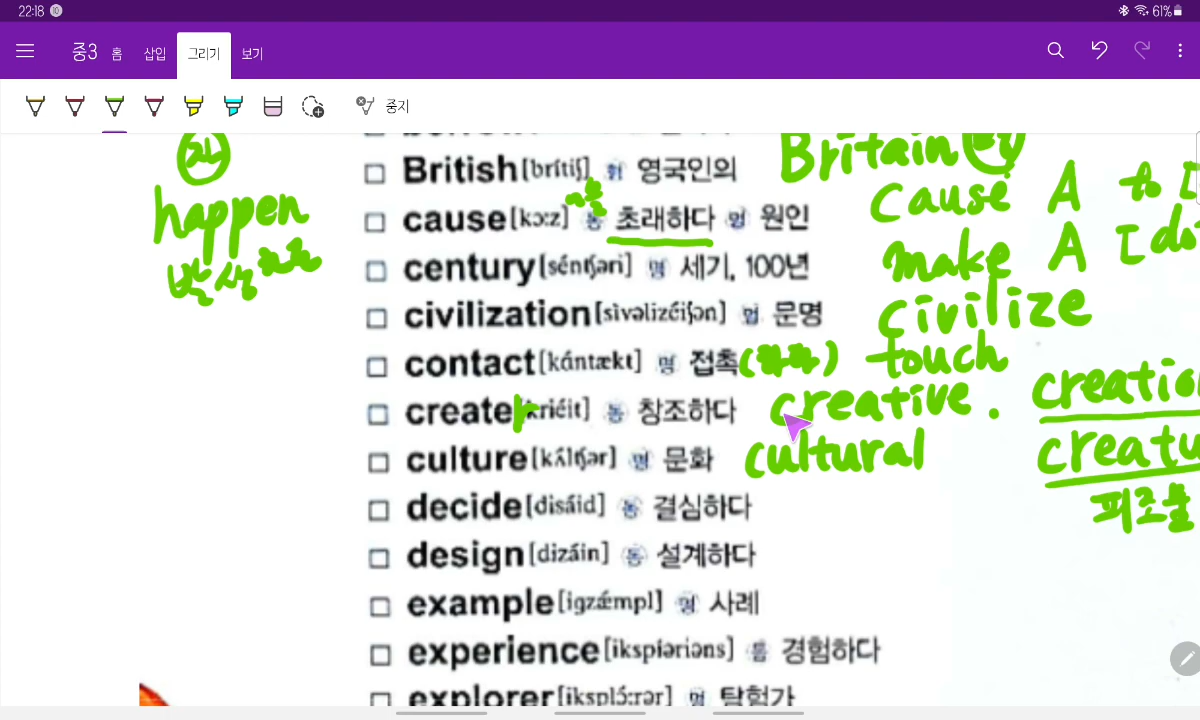 22:18
61%
중3 홈 삽입 그리기 보기
중지
British[brítiʃ] 형 영국인의
Britain
cause[kɔːz] 동 초래하다 명 원인
cause A to [
happen
make A [do
발생
century[séntʃəri] 명 세기, 100년
civilization[sìvəlizéiʃən] 명 문명
civilize
contact[kάntækt] 명 접촉(하다) touch
create[kriéit] 동 창조하다
creative. creatio
culture[kʌ́ltʃər] 명 문화
cultural creatu
피조물
decide[disáid] 동 결심하다
design[dizáin] 동 설계하다
example[igzǽmpl] 명 사례
experience[ikspíəriəns] 동 경험하다
explorer[iksplɔ́ːrər] 명 탐험가